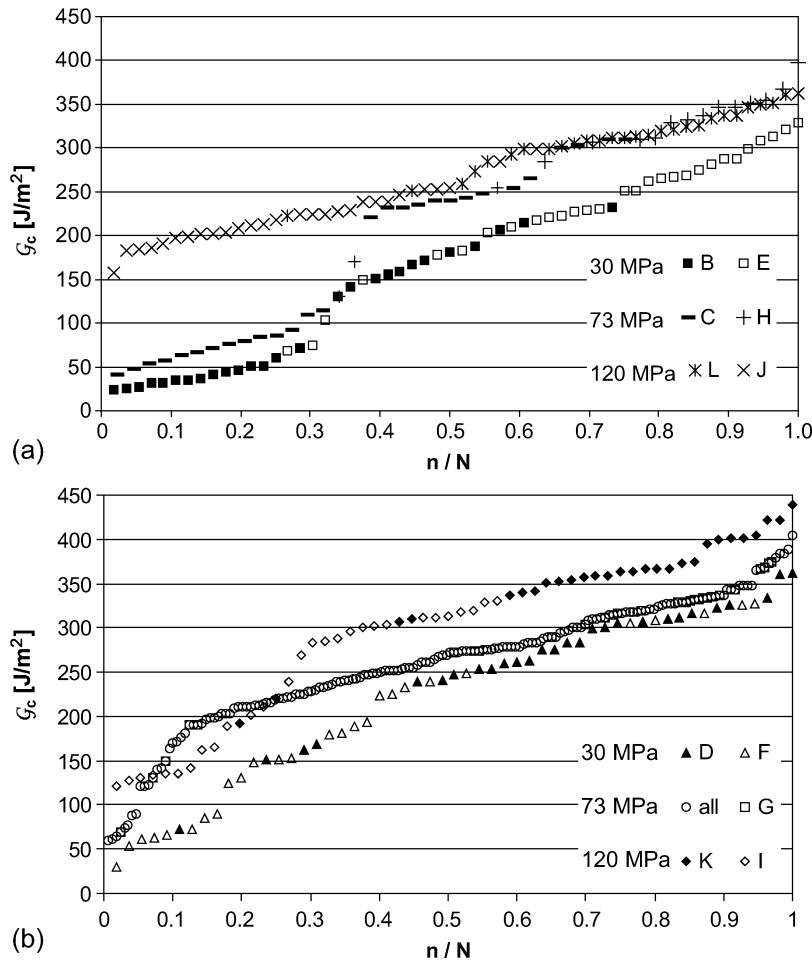 450
400
350
300
250
200
150
100
50
0
𝒢c [J/m²]
30 MPa ■ B □ E
73 MPa ━ C + H
120 MPa ✳ L × J
0 0.1 0.2 0.3 0.4 0.5 0.6 0.7 0.8 0.9 1.0
(a)
n / N
450
400
350
300
250
200
150
100
50
0
𝒢c [J/m²]
30 MPa ▲ D △ F
73 MPa ○ all □ G
120 MPa ◆ K ◇ I
0 0.1 0.2 0.3 0.4 0.5 0.6 0.7 0.8 0.9 1
(b)
n / N